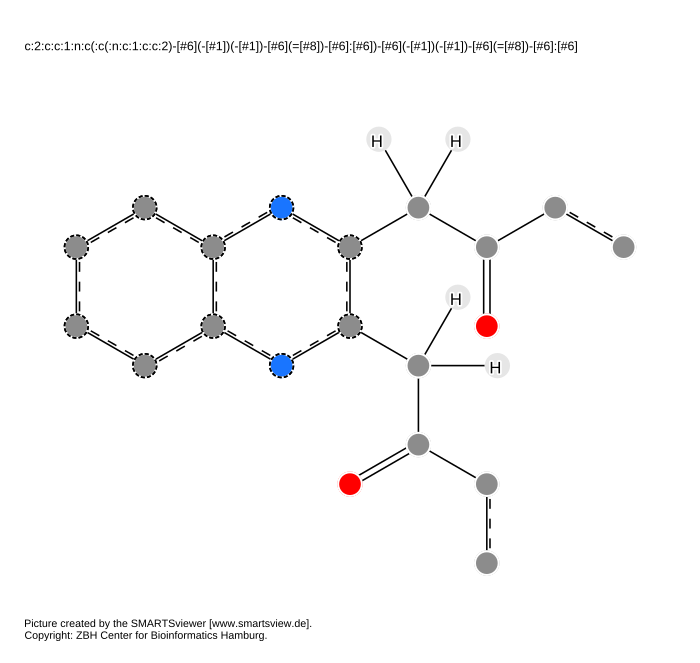 c:2:c:c:1:n:c(:c(:n:c:1:c:c:2)-[#6](-[#1])(-[#1])-[#6](=[#8])-[#6]:[#6])-[#6](-[#1])(-[#1])-[#6](=[#8])-[#6]:[#6]
H H
H
H
Picture created by the SMARTSviewer [www.smartsview.de].
Copyright: ZBH Center for Bioinformatics Hamburg.